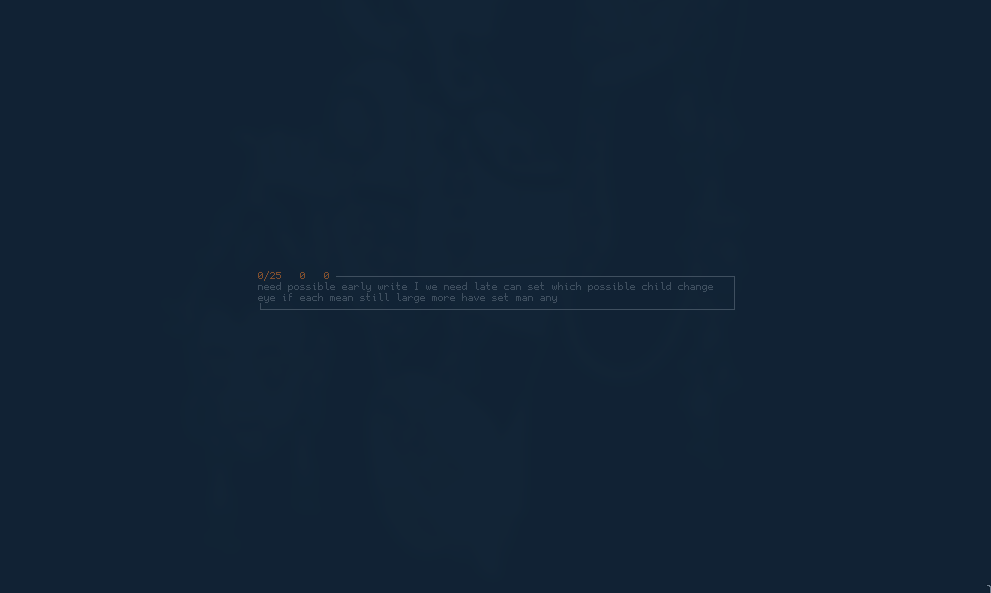 0/25 0 0
need possible early write I we need late can set which possible child change
eye if each mean still large more have set man any